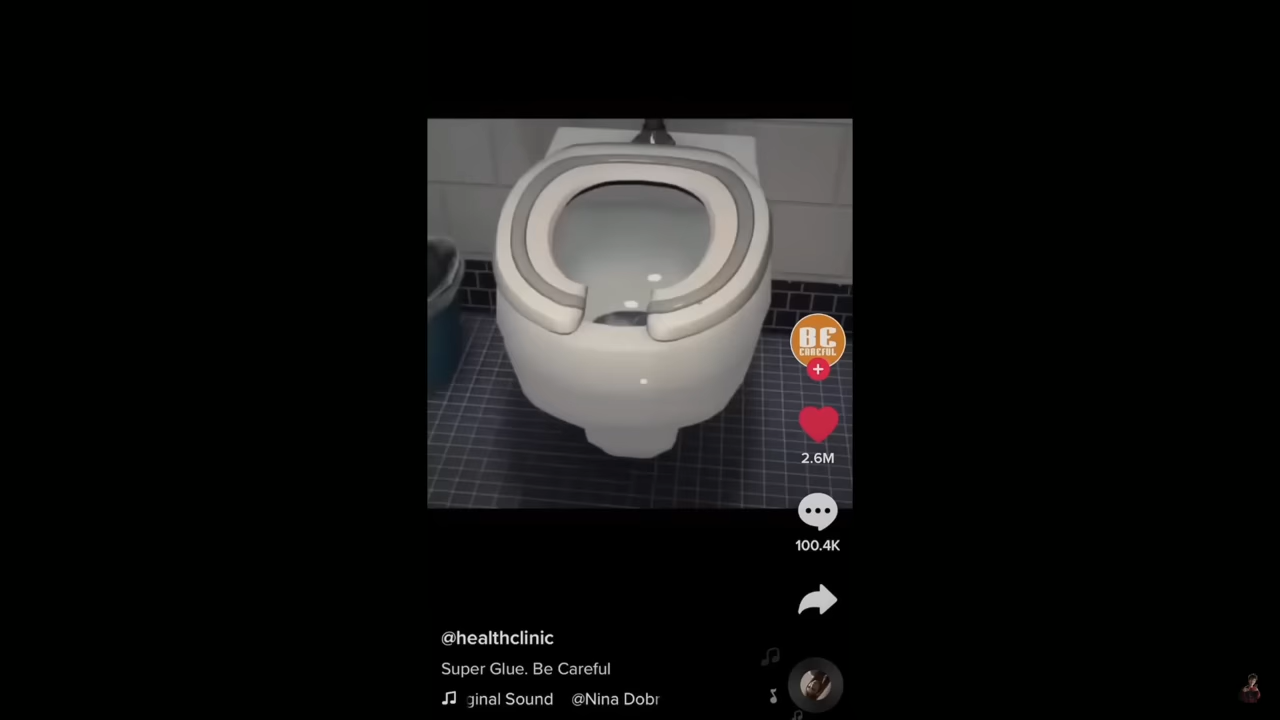 BE
CAREFUL
2.6M
100.4K
@healthclinic
Super Glue. Be Careful
ginal Sound @Nina Dobr